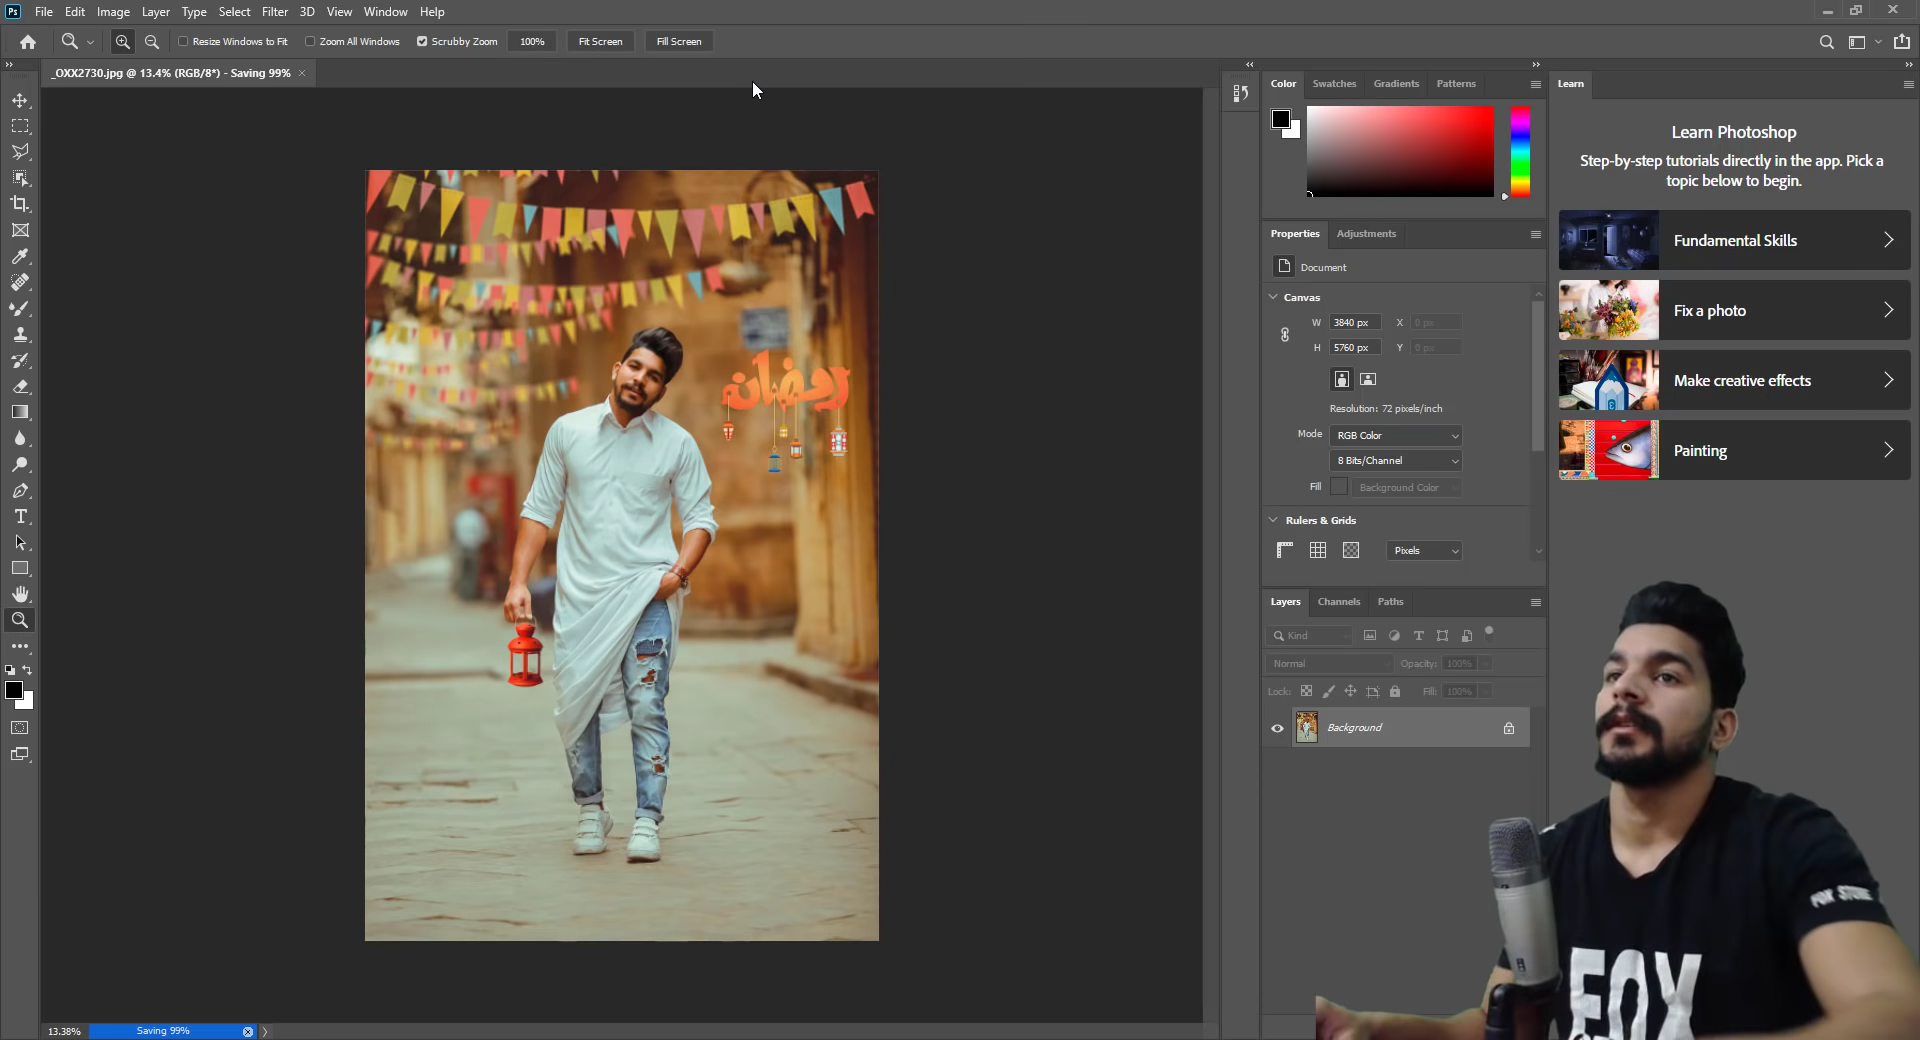 Ps File Edit Image Layer Type Select Filter 3D View Window Help
Resize Windows to Fit Zoom All Windows Scrubby Zoom 100% Fit Screen Fill Screen
_OXX2730.jpg @ 13.4% (RGB/8*) - Saving 99%
رمضان
Color Swatches Gradients Patterns
Properties Adjustments
Document
Canvas
W 3840 px X 0 px
H 5760 px Y 0 px
Resolution: 72 pixels/inch
Mode RGB Color
8 Bits/Channel
Fill Background Color
Rulers & Grids
Pixels
Layers Channels Paths
Kind
Normal Opacity: 100%
Lock: Fill: 100%
Background
Learn
Learn Photoshop
Step-by-step tutorials directly in the app. Pick a
topic below to begin.
Fundamental Skills
Fix a photo
Make creative effects
Painting
FOX
13.38% Saving 99%